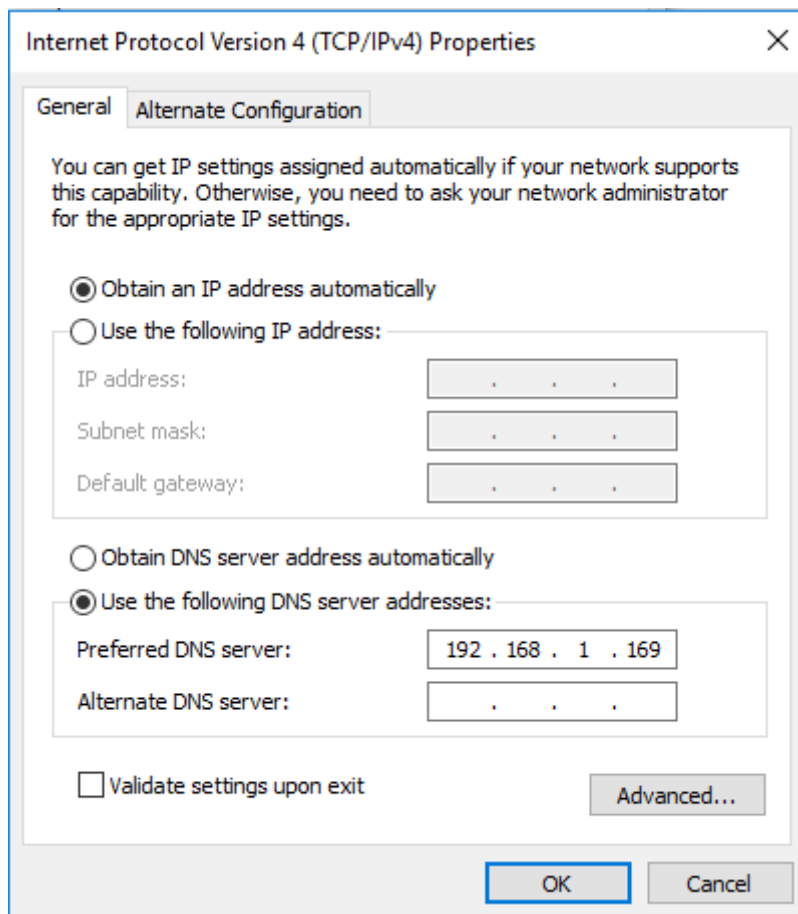 Internet Protocol Version 4 (TCP/IPv4) Properties
General
Alternate Configuration
You can get IP settings assigned automatically if your network supports
this capability. Otherwise, you need to ask your network administrator
for the appropriate IP settings.
Obtain an IP address automatically
Use the following IP address:
IP address: . . .
Subnet mask: . . .
Default gateway: . . .
Obtain DNS server address automatically
Use the following DNS server addresses:
Preferred DNS server: 192 . 168 . 1 . 169
Alternate DNS server: . . .
Validate settings upon exit
Advanced...
OK
Cancel